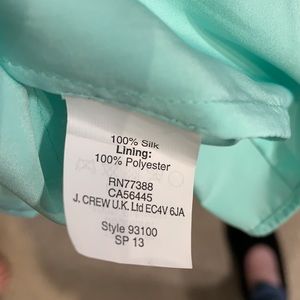 100% Silk
Lining:
100% Polyester
RN77388
CA56445
J. CREW U.K. Ltd EC4V 6JA
Style 93100
SP 13